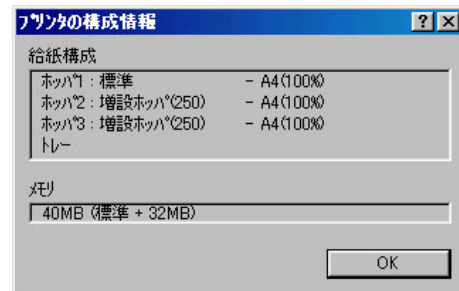 ﾌﾟﾘﾝﾀの構成情報
給紙構成
ﾎｯﾊﾟ1 : 標準 - A4(100%)
ﾎｯﾊﾟ2 : 増設ﾎｯﾊﾟ(250) - A4(100%)
ﾎｯﾊﾟ3 : 増設ﾎｯﾊﾟ(250) - A4(100%)
ﾄﾚｰ
ﾒﾓﾘ
40MB (標準 + 32MB)
OK